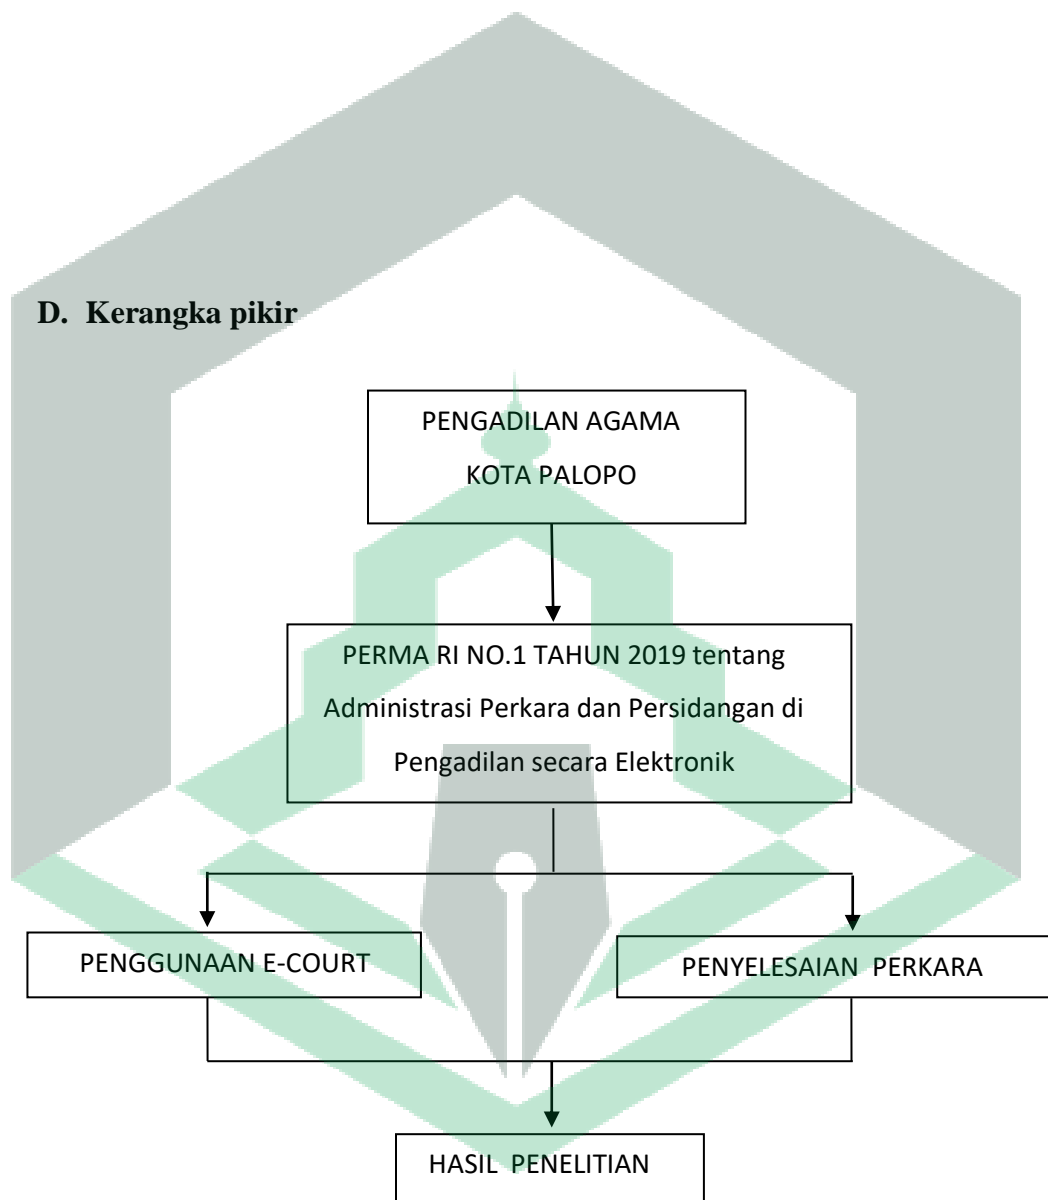 D. Kerangka pikir
PENGADILAN AGAMA
KOTA PALOPO
PERMA RI NO.1 TAHUN 2019 tentang
Administrasi Perkara dan Persidangan di
Pengadilan secara Elektronik
PENGGUNAAN E-COURT
PENYELESAIAN PERKARA
HASIL PENELITIAN